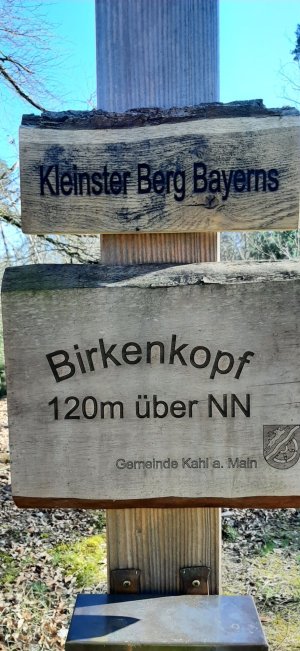 Kleinster Berg Bayerns
Birkenkopf
120m über NN
Gemeinde Kahl a. Main